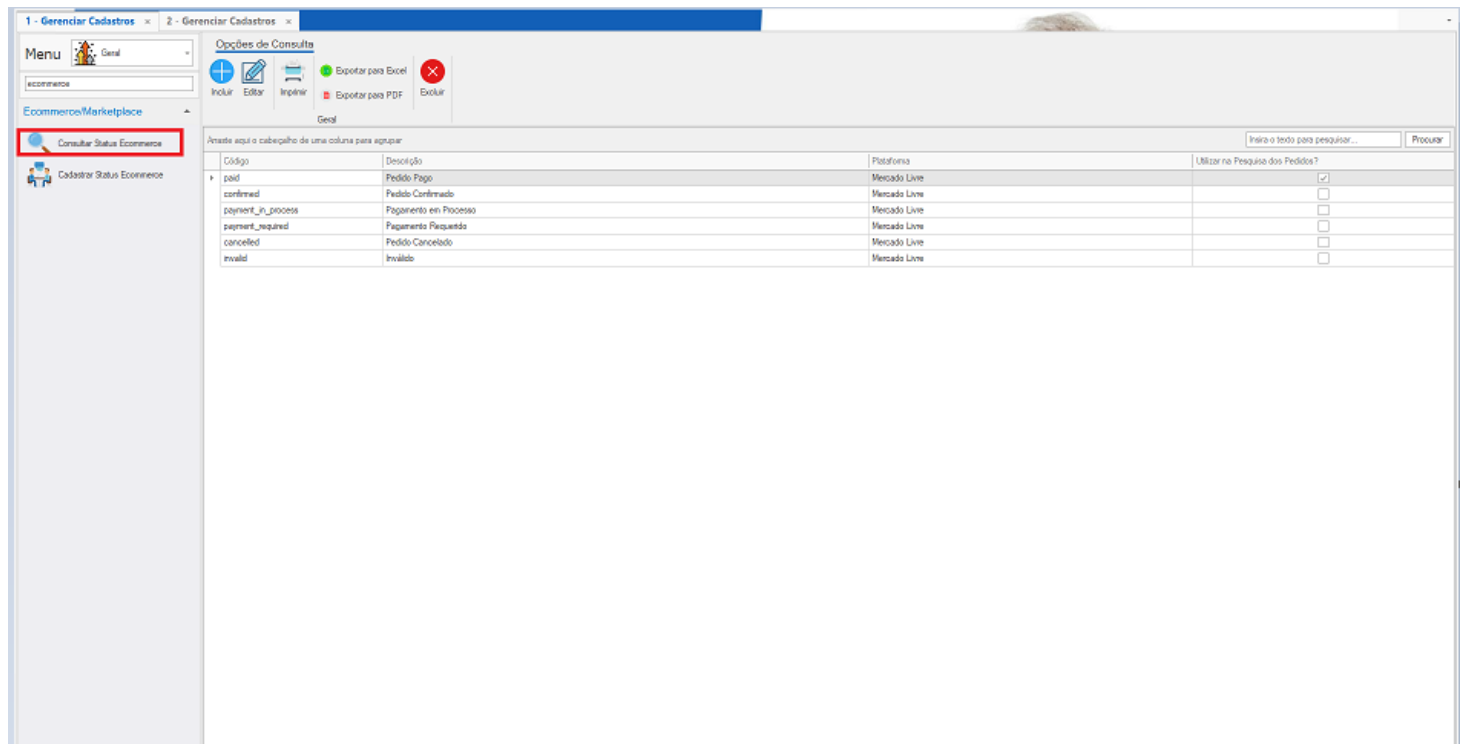 1 - Gerenciar Cadastros × 2 - Gerenciar Cadastros ×
Menu Geral
ecommerce
Ecommerce/Marketplace
Consultar Status Ecommerce
Cadastrar Status Ecommerce
Opções de Consulta
Incluir Editar Imprimir Exportar para Excel Excluir
Exportar para PDF
Geral
Arraste aqui o cabeçalho de uma coluna para agrupar
Insira o texto para pesquisar... Procurar
Código Descrição Plataforma Utilizar na Pesquisa dos Pedidos?
paid Pedido Pago Mercado Livre
confirmed Pedido Confirmado Mercado Livre
payment_in_process Pagamento em Processo Mercado Livre
payment_required Pagamento Requerido Mercado Livre
cancelled Pedido Cancelado Mercado Livre
invalid Inválido Mercado Livre